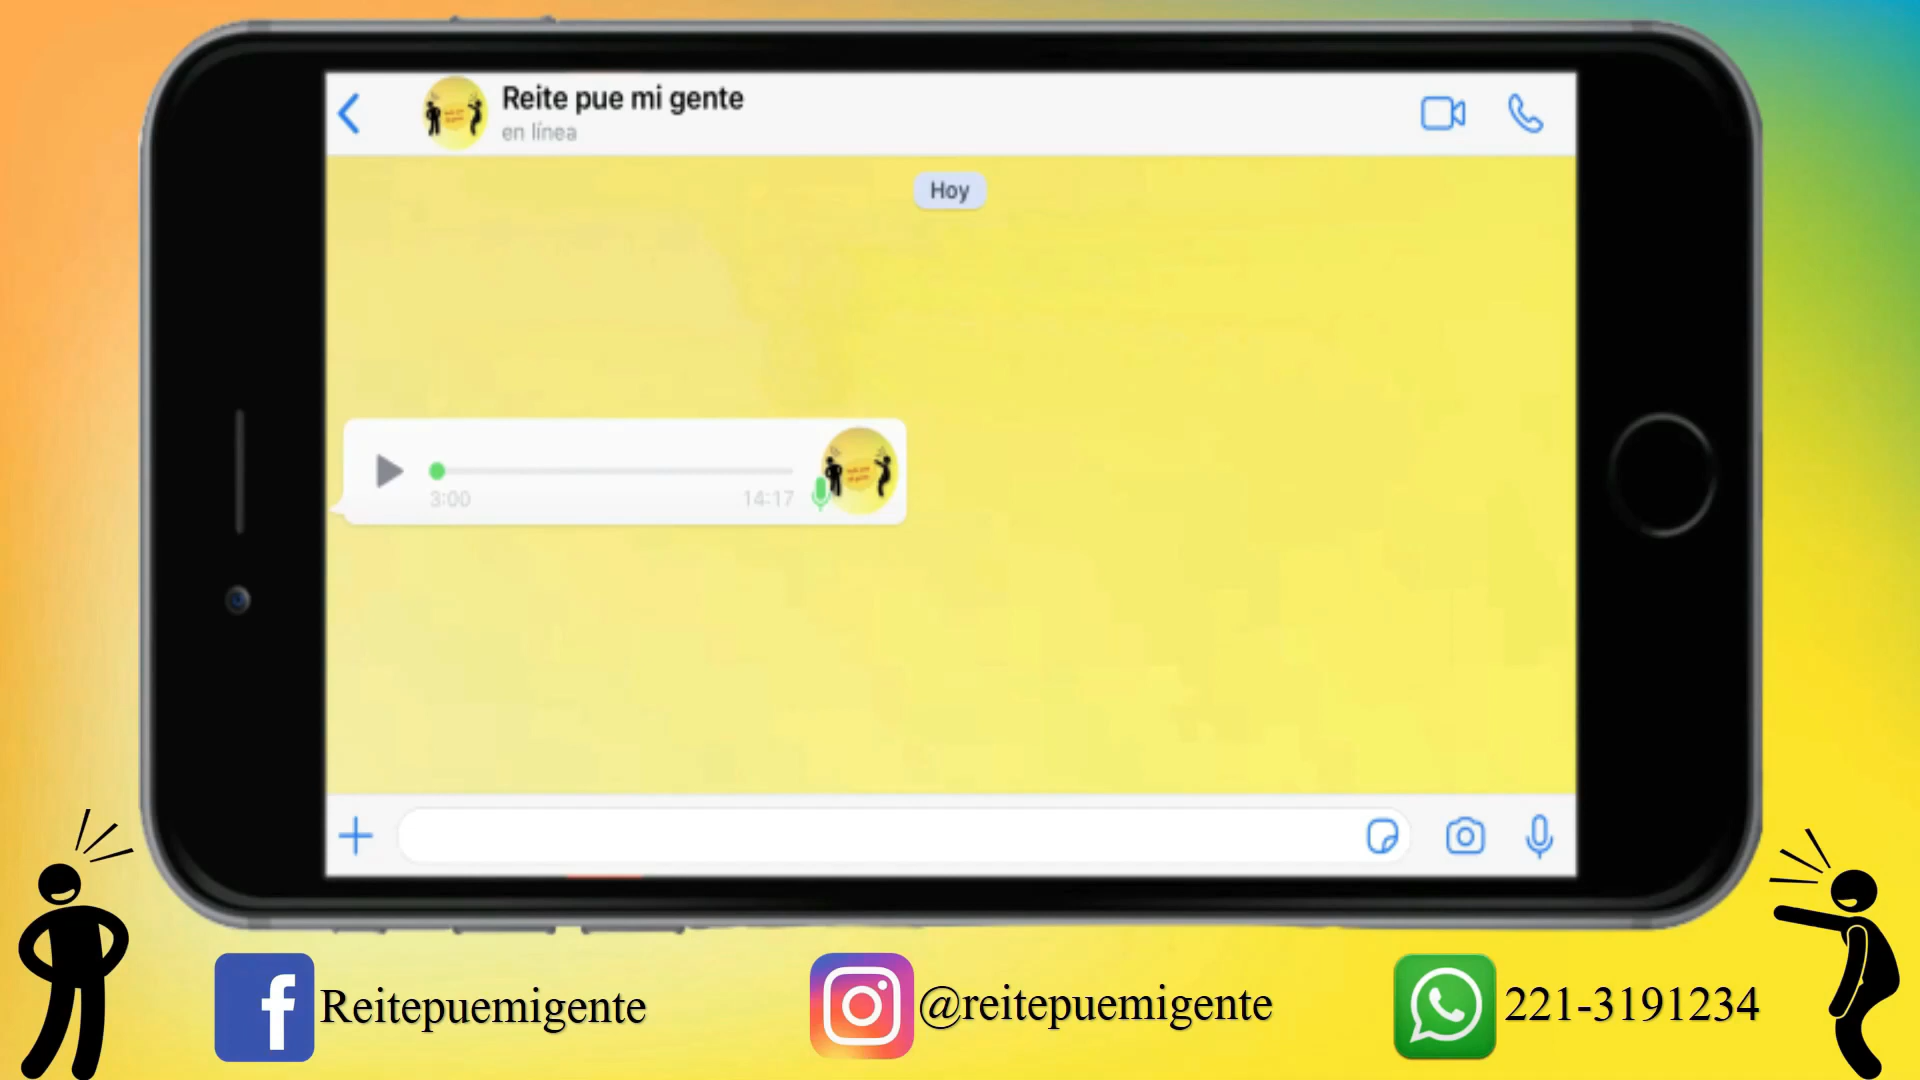 Reite pue mi gente
en línea
Hoy
3:00
14:17
Reitepuemigente
@reitepuemigente
221-3191234